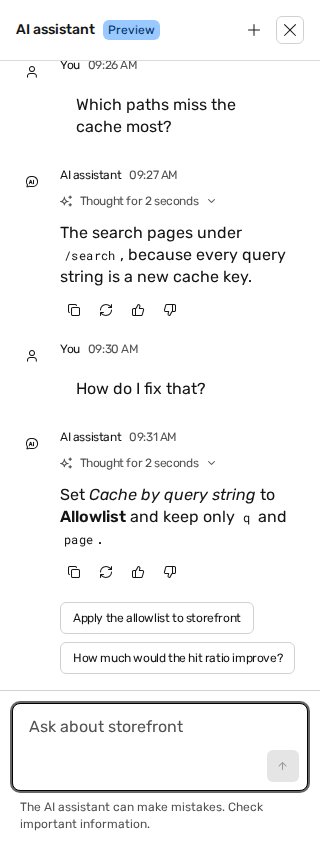 AI assistant Preview
You 09:26 AM
Which paths miss the
cache most?
AI assistant 09:27 AM
Thought for 2 seconds
The search pages under
/search, because every query
string is a new cache key.
You 09:30 AM
How do I fix that?
AI assistant 09:31 AM
Thought for 2 seconds
Set Cache by query string to
Allowlist and keep only q and
page.
Apply the allowlist to storefront
How much would the hit ratio improve?
Ask about storefront
The AI assistant can make mistakes. Check
important information.